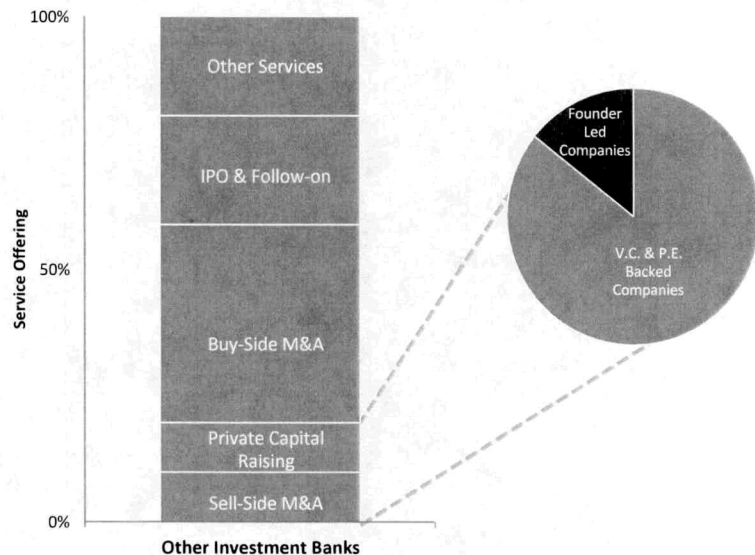 100%
Other Services
IPO & Follow-on
50%
Service Offering
Buy-Side M&A
Private Capital
Raising
Sell-Side M&A
0%
Other Investment Banks
Founder
Led
Companies
V.C. & P.E.
Backed
Companies